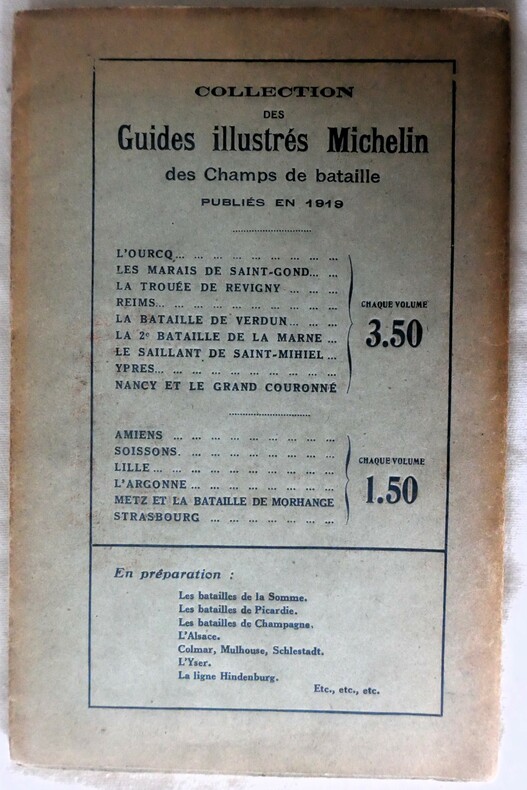 COLLECTION
DES
Guides illustrés Michelin
des Champs de bataille
PUBLIÉS EN 1919
L'OURCQ... ... ... ... ... ... ... ... ...
LES MARAIS DE SAINT-GOND... ...
LA TROUÉE DE REVIGNY ... ... ...
REIMS... ... ... ... ... ... ... ... ... ...
LA BATAILLE DE VERDUN... ... ...
LA 2e BATAILLE DE LA MARNE ...
LE SAILLANT DE SAINT-MIHIEL ...
YPRES... ... ... ... ... ... ... ... ... ...
NANCY ET LE GRAND COURONNÉ
CHAQUE VOLUME
3.50
AMIENS ... ... ... ... ... ... ... ... ...
SOISSONS. ... ... ... ... ... ... ... ...
LILLE... ... ... ... ... ... ... ... ... ...
L'ARGONNE ... ... ... ... ... ... ... ...
METZ ET LA BATAILLE DE MORHANGE
STRASBOURG ... ... ... ... ... ... ...
CHAQUE VOLUME
1.50
En préparation :
Les batailles de la Somme.
Les batailles de Picardie.
Les batailles de Champagne.
L'Alsace.
Colmar, Mulhouse, Schlestadt.
L'Yser.
La ligne Hindenburg.
Etc., etc., etc.